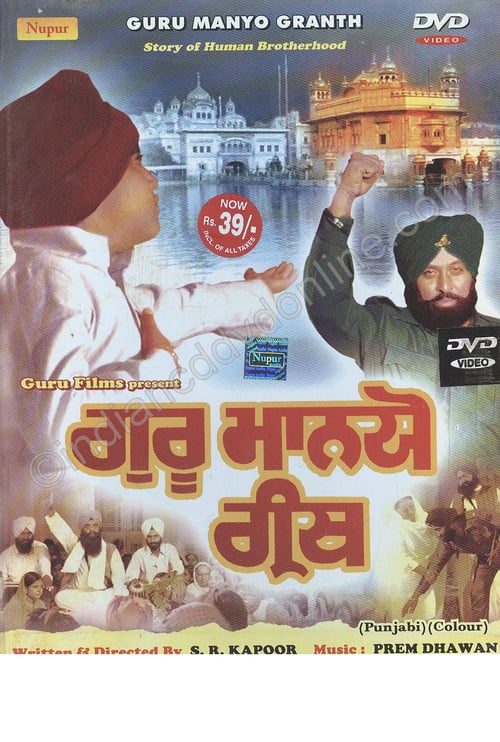 Nupur
GURU MANYO GRANTH
DVD
VIDEO
Story of Human Brotherhood
NOW
Rs. 39/-
INCL. OF ALL TAXES
Nupur
DVD
VIDEO
Guru Films present
ਗੁਰੂ ਮਾਨਯੋ
ਗ੍ਰੰਥ
©indiancddvdonline.com
(Punjabi)(Colour)
Written & Directed By S. R. KAPOOR Music : PREM DHAWAN